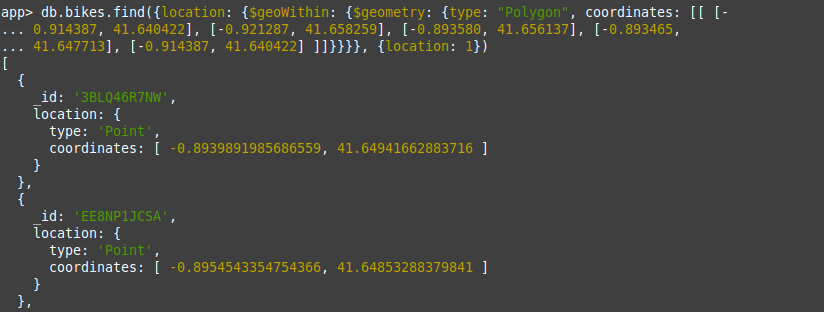 app> db.bikes.find({location: {$geoWithin: {$geometry: {type: "Polygon", coordinates: [[ [-
... 0.914387, 41.640422], [-0.921287, 41.658259], [-0.893580, 41.656137], [-0.893465,
... 41.647713], [-0.914387, 41.640422] ]]}}}}, {location: 1})
[
  {
    _id: '3BLQ46R7NW',
    location: {
      type: 'Point',
      coordinates: [ -0.8939891985686559, 41.64941662883716 ]
    }
  },
  {
    _id: 'EE8NP1JCSA',
    location: {
      type: 'Point',
      coordinates: [ -0.8954543354754366, 41.64853288379841 ]
    }
  },